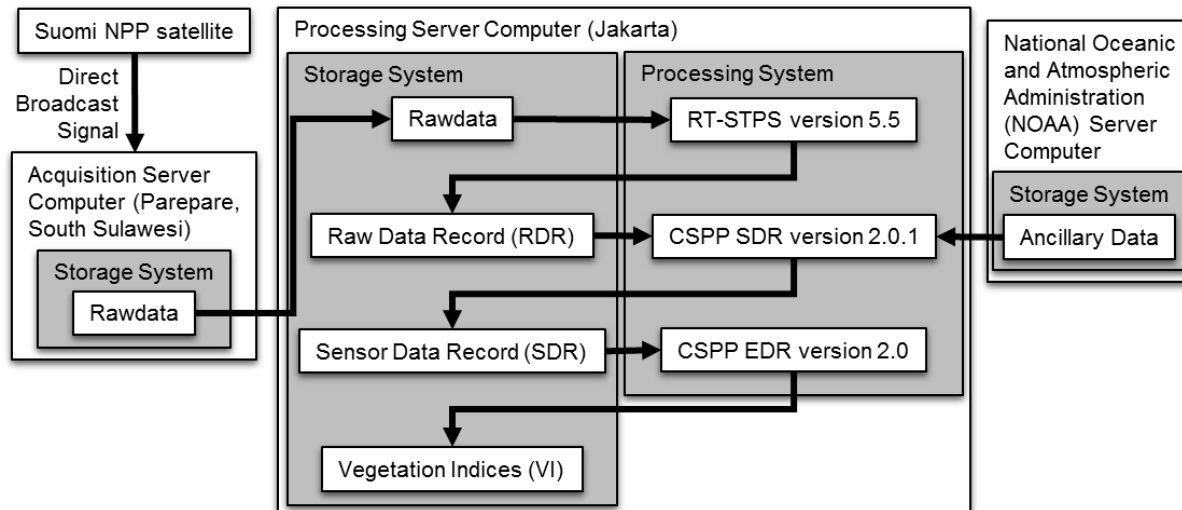 Suomi NPP satellite
Direct
Broadcast
Signal
Acquisition Server
Computer (Parepare,
South Sulawesi)
Storage System
Rawdata
Processing Server Computer (Jakarta)
Storage System
Rawdata
Raw Data Record (RDR)
Sensor Data Record (SDR)
Vegetation Indices (VI)
Processing System
RT-STPS version 5.5
CSPP SDR version 2.0.1
CSPP EDR version 2.0
National Oceanic
and Atmospheric
Administration
(NOAA) Server
Computer
Storage System
Ancillary Data